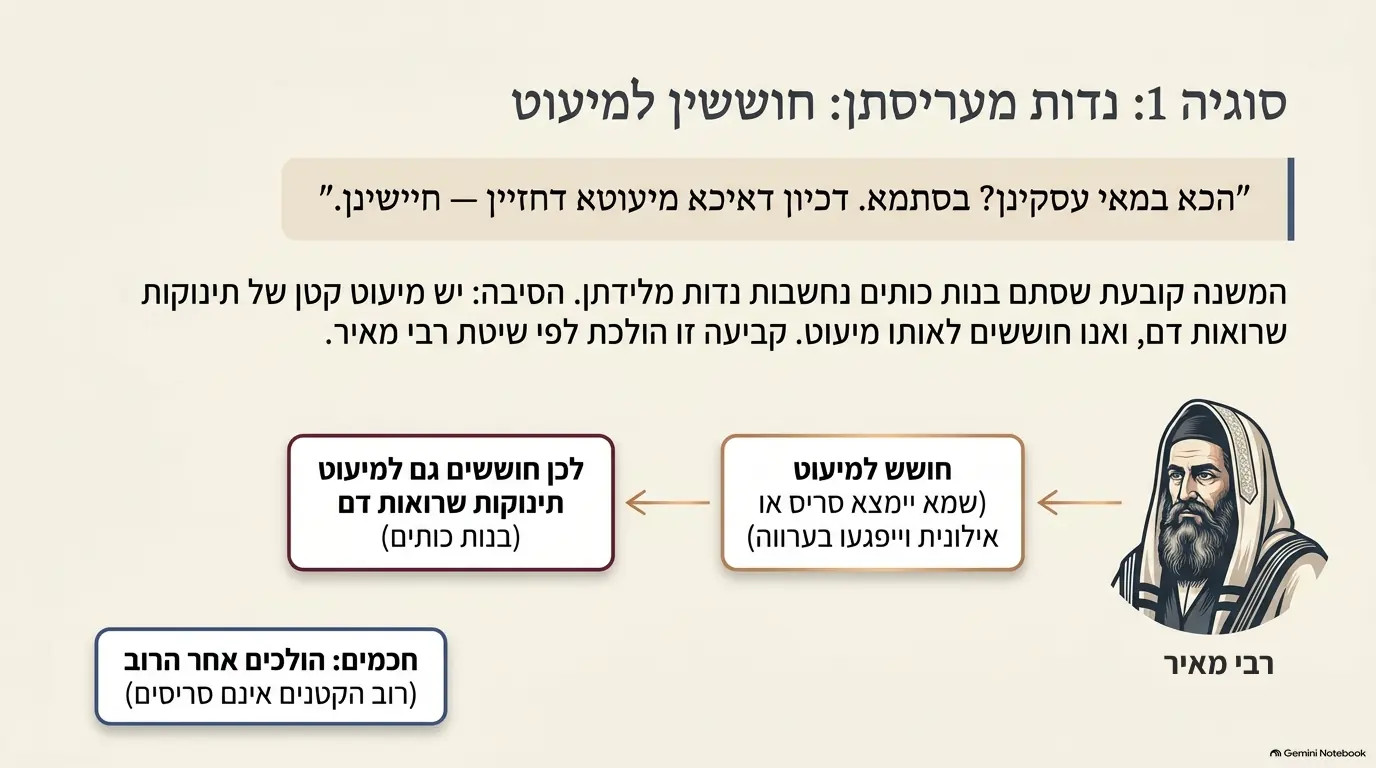 סוגיה 1: נדות מעריסתן: חוששין למיעוט
"הכא במאי עסקינן? בסתמא. דכיון דאיכא מיעוטא דחזיין — חיישינן."
המשנה קובעת שסתם בנות כותים נחשבות נדות מלידתן. הסיבה: יש מיעוט קטן של תינוקות
שרואות דם, ואנו חוששים לאותו מיעוט. קביעה זו הולכת לפי שיטת רבי מאיר.
רבי מאיר
חושש למיעוט
(שמא יימצא סריס או
אילונית וייפגעו בערווה)
לכן חוששים גם למיעוט
תינוקות שרואות דם
(בנות כותים)
חכמים: הולכים אחר הרוב
(רוב הקטנים אינם סריסים)
Gemini Notebook